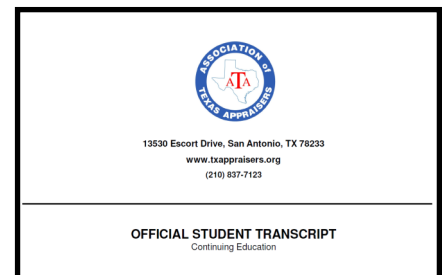 ASSOCIATION of
ATA
TEXAS APPRAISERS
13530 Escort Drive, San Antonio, TX 78233
www.txappraisers.org
(210) 837-7123
OFFICIAL STUDENT TRANSCRIPT
Continuing Education